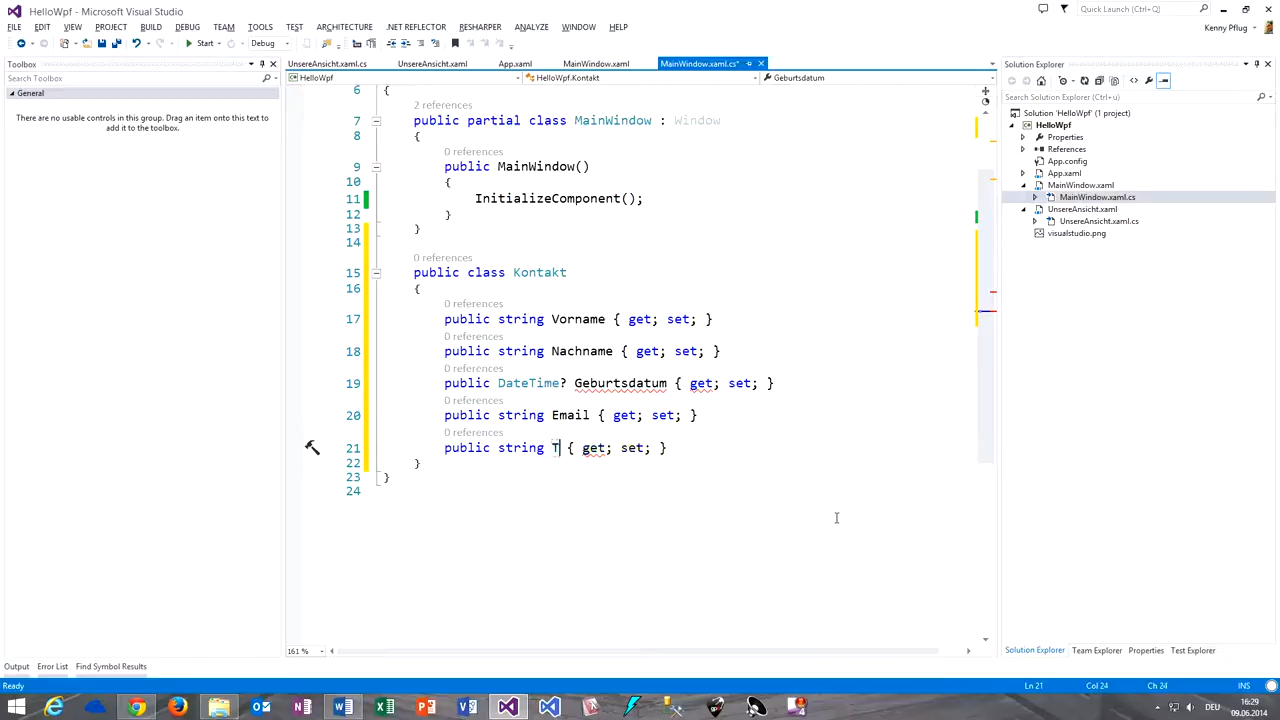 HelloWpf - Microsoft Visual Studio
Quick Launch (Ctrl+Q)
FILE EDIT VIEW PROJECT BUILD DEBUG TEAM TOOLS TEST ARCHITECTURE .NET REFLECTOR RESHARPER ANALYZE WINDOW HELP
Kenny Pflug
Start Debug
Toolbox
Search Toolbox
General
There are no usable controls in this group. Drag an item onto this text to add it to the toolbox.
UnsereAnsicht.xaml.cs UnsereAnsicht.xaml App.xaml MainWindow.xaml MainWindow.xaml.cs*
HelloWpf HelloWpf.Kontakt Geburtsdatum
6 {
2 references
7 public partial class MainWindow : Window
8 {
0 references
9 public MainWindow()
10 {
11 InitializeComponent();
12 }
13 }
14
0 references
15 public class Kontakt
16 {
0 references
17 public string Vorname { get; set; }
0 references
18 public string Nachname { get; set; }
0 references
19 public DateTime? Geburtsdatum { get; set; }
0 references
20 public string Email { get; set; }
0 references
21 public string T { get; set; }
22 }
23 }
24
161 %
Solution Explorer
Search Solution Explorer (Ctrl+ü)
Solution 'HelloWpf' (1 project)
HelloWpf
Properties
References
App.config
App.xaml
MainWindow.xaml
MainWindow.xaml.cs
UnsereAnsicht.xaml
UnsereAnsicht.xaml.cs
visualstudio.png
Solution Explorer Team Explorer Properties Test Explorer
Output Error List Find Symbol Results
Ready Ln 21 Col 24 Ch 24 INS
DEU
16:29
09.06.2014